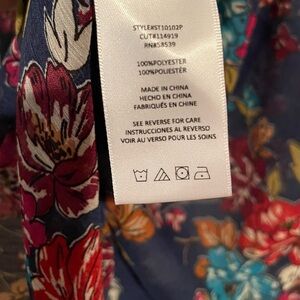 STYLE#ST10102P
CUT#114919
RN#58539
100%POLYESTER
100%POLYESTER
MADE IN CHINA
HECHO EN CHINA
FABRIQUÉS EN CHINE
SEE REVERSE FOR CARE
INSTRUCCIONES AL REVERSO
VOIR AU VERSO POUR LES SOINS